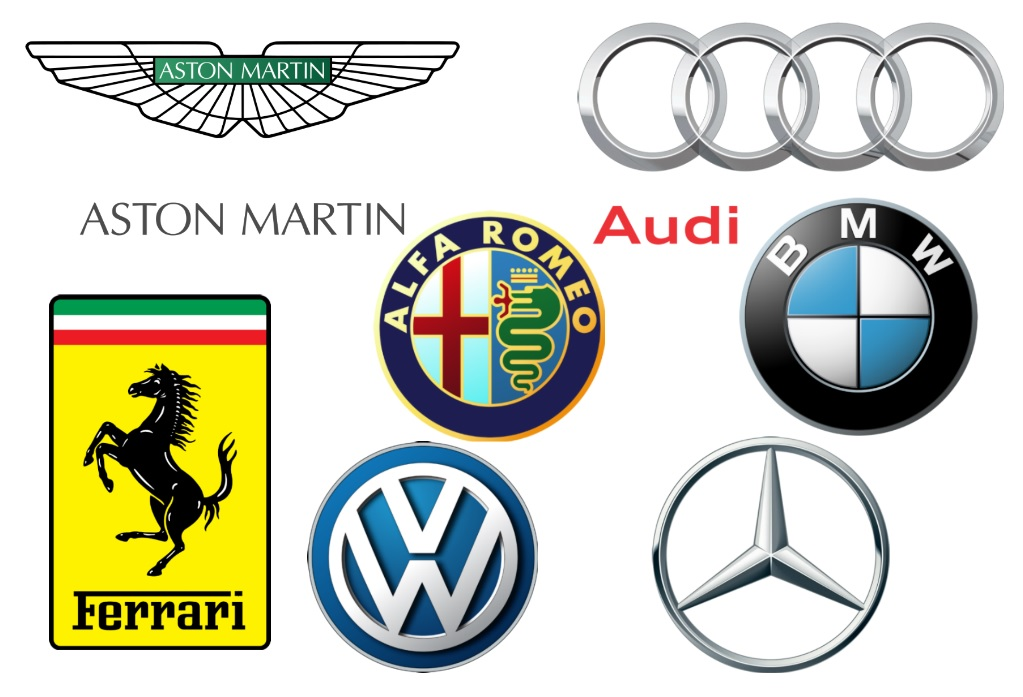 ASTON MARTIN
ASTON MARTIN
Audi
ALFA ROMEO
BMW
Ferrari